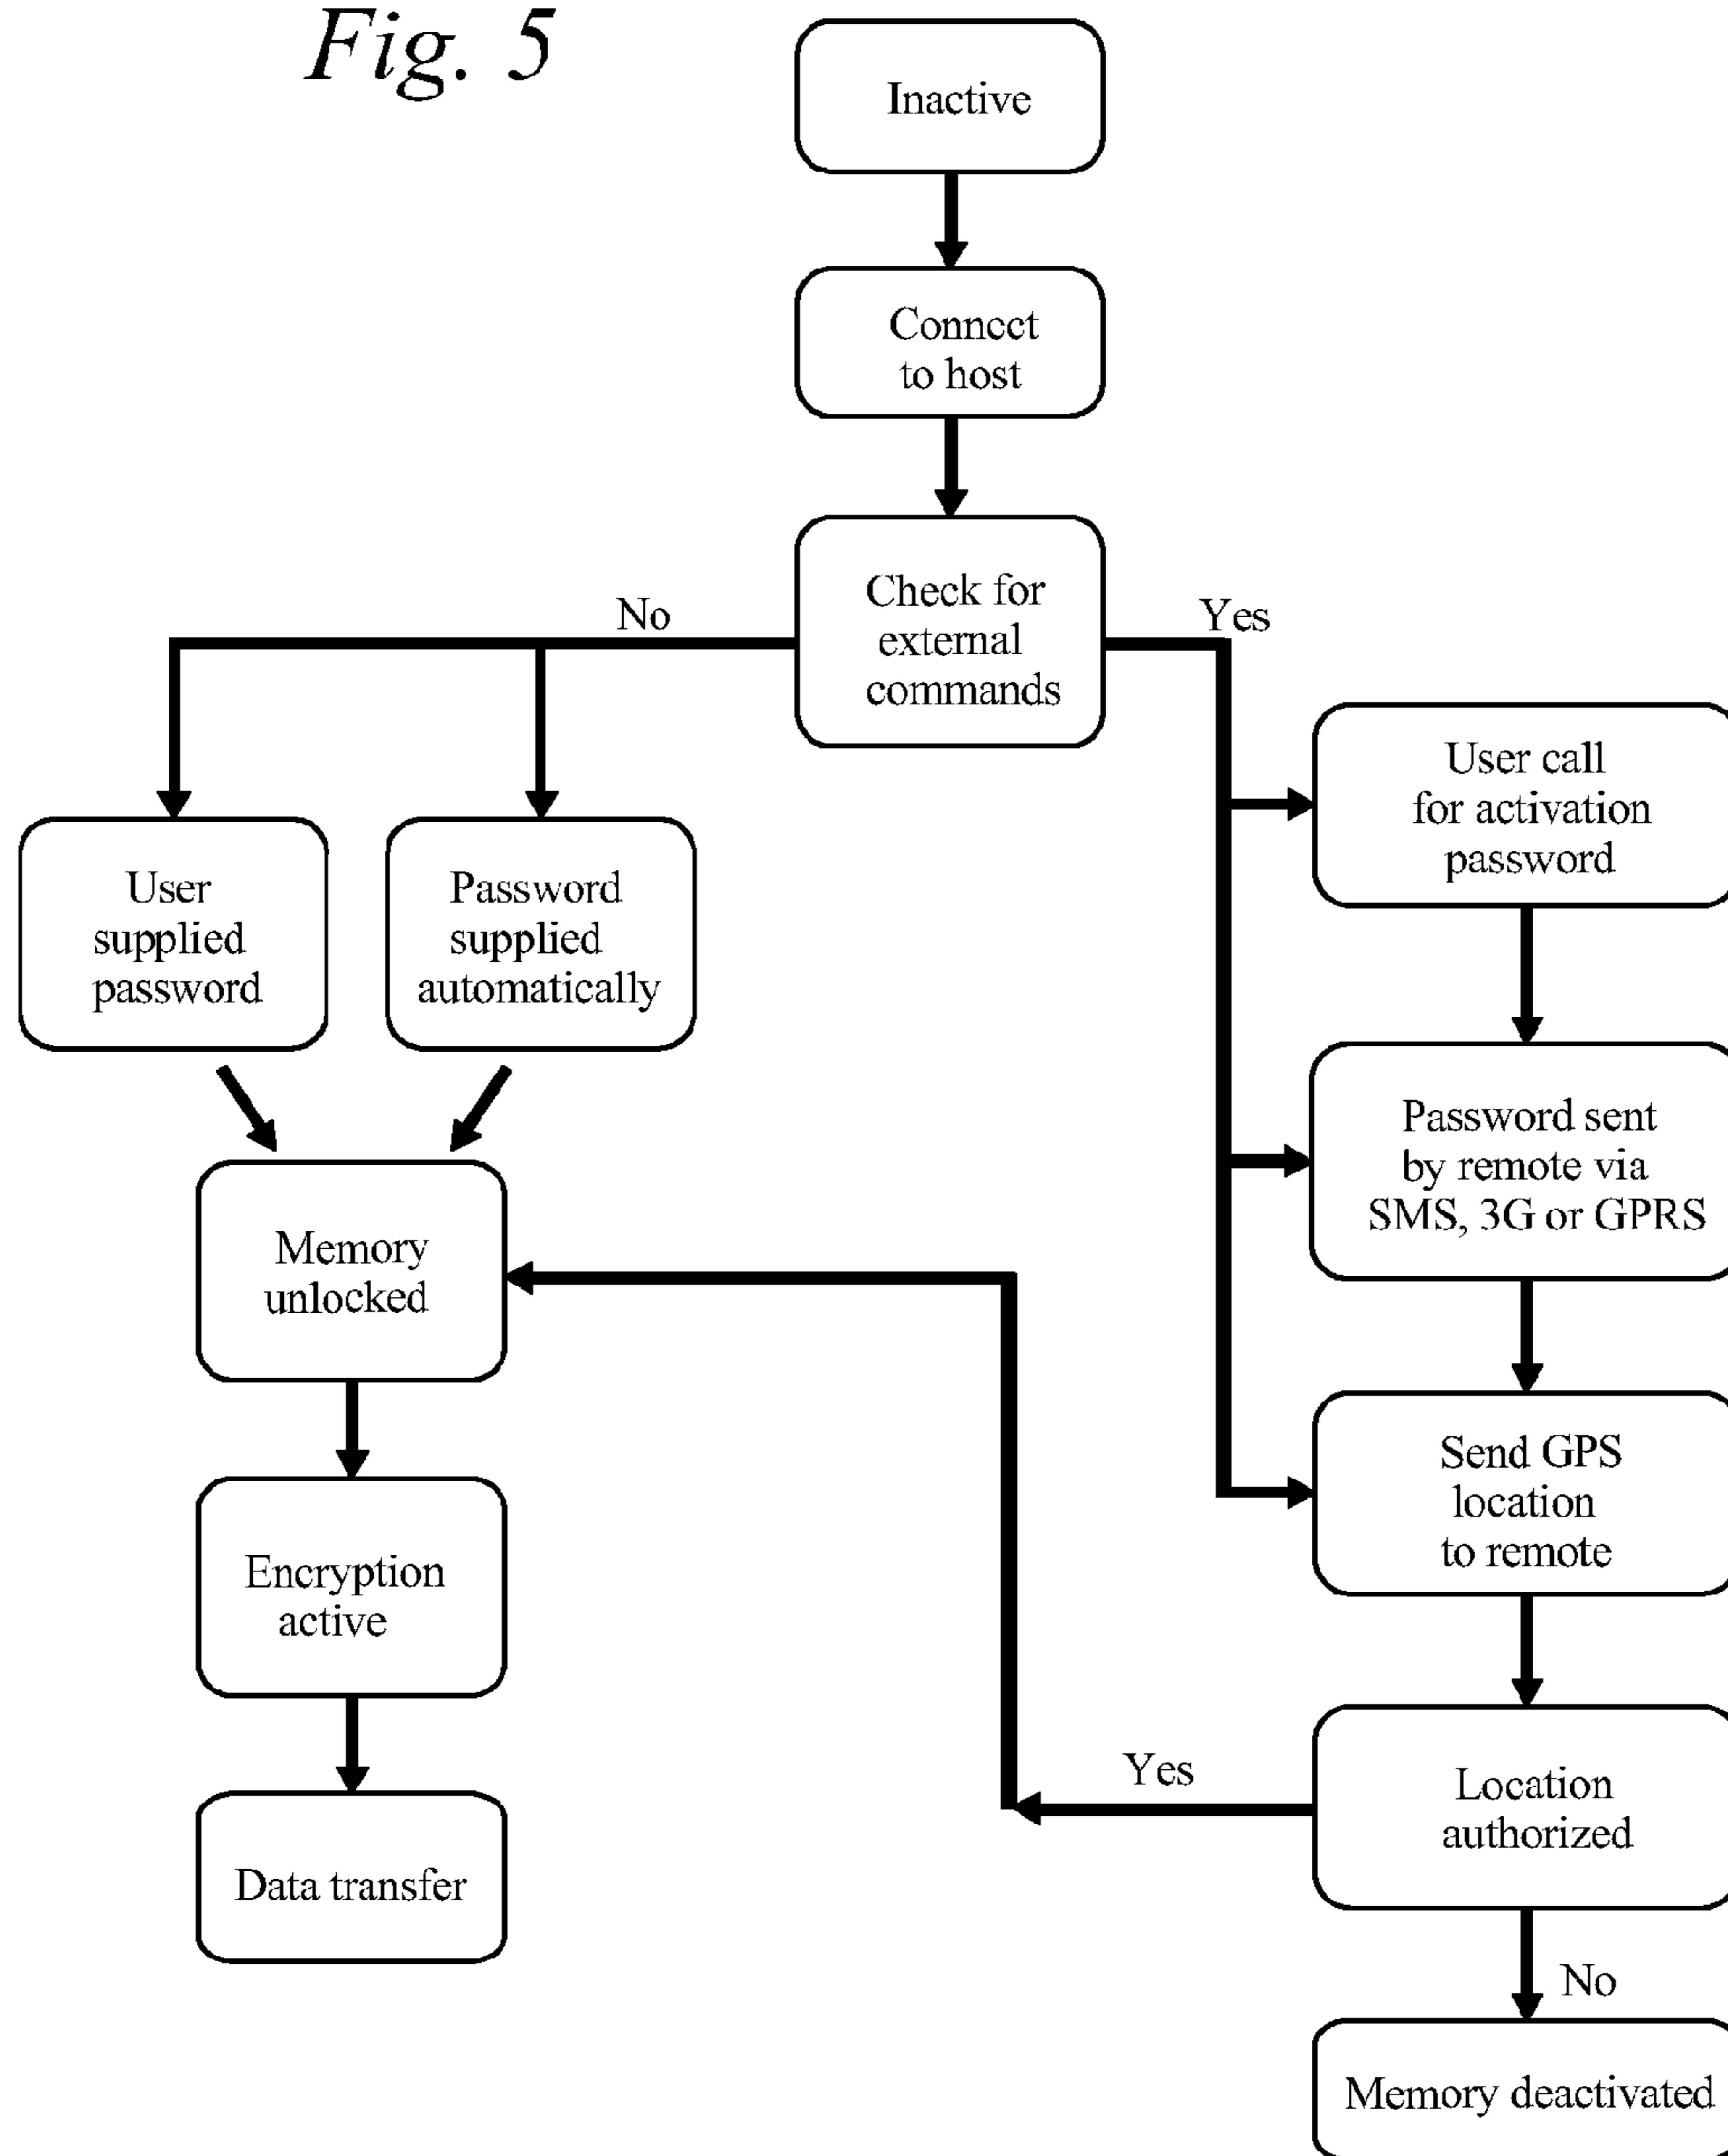 Fig. 5
Inactive
Connect
to host
Check for
external
commands
No
Yes
User call
for activation
password
User
supplied
password
Password
supplied
automatically
Password sent
by remote via
SMS, 3G or GPRS
Memory
unlocked
Send GPS
location
to remote
Encryption
active
Yes
Location
authorized
Data transfer
No
Memory deactivated